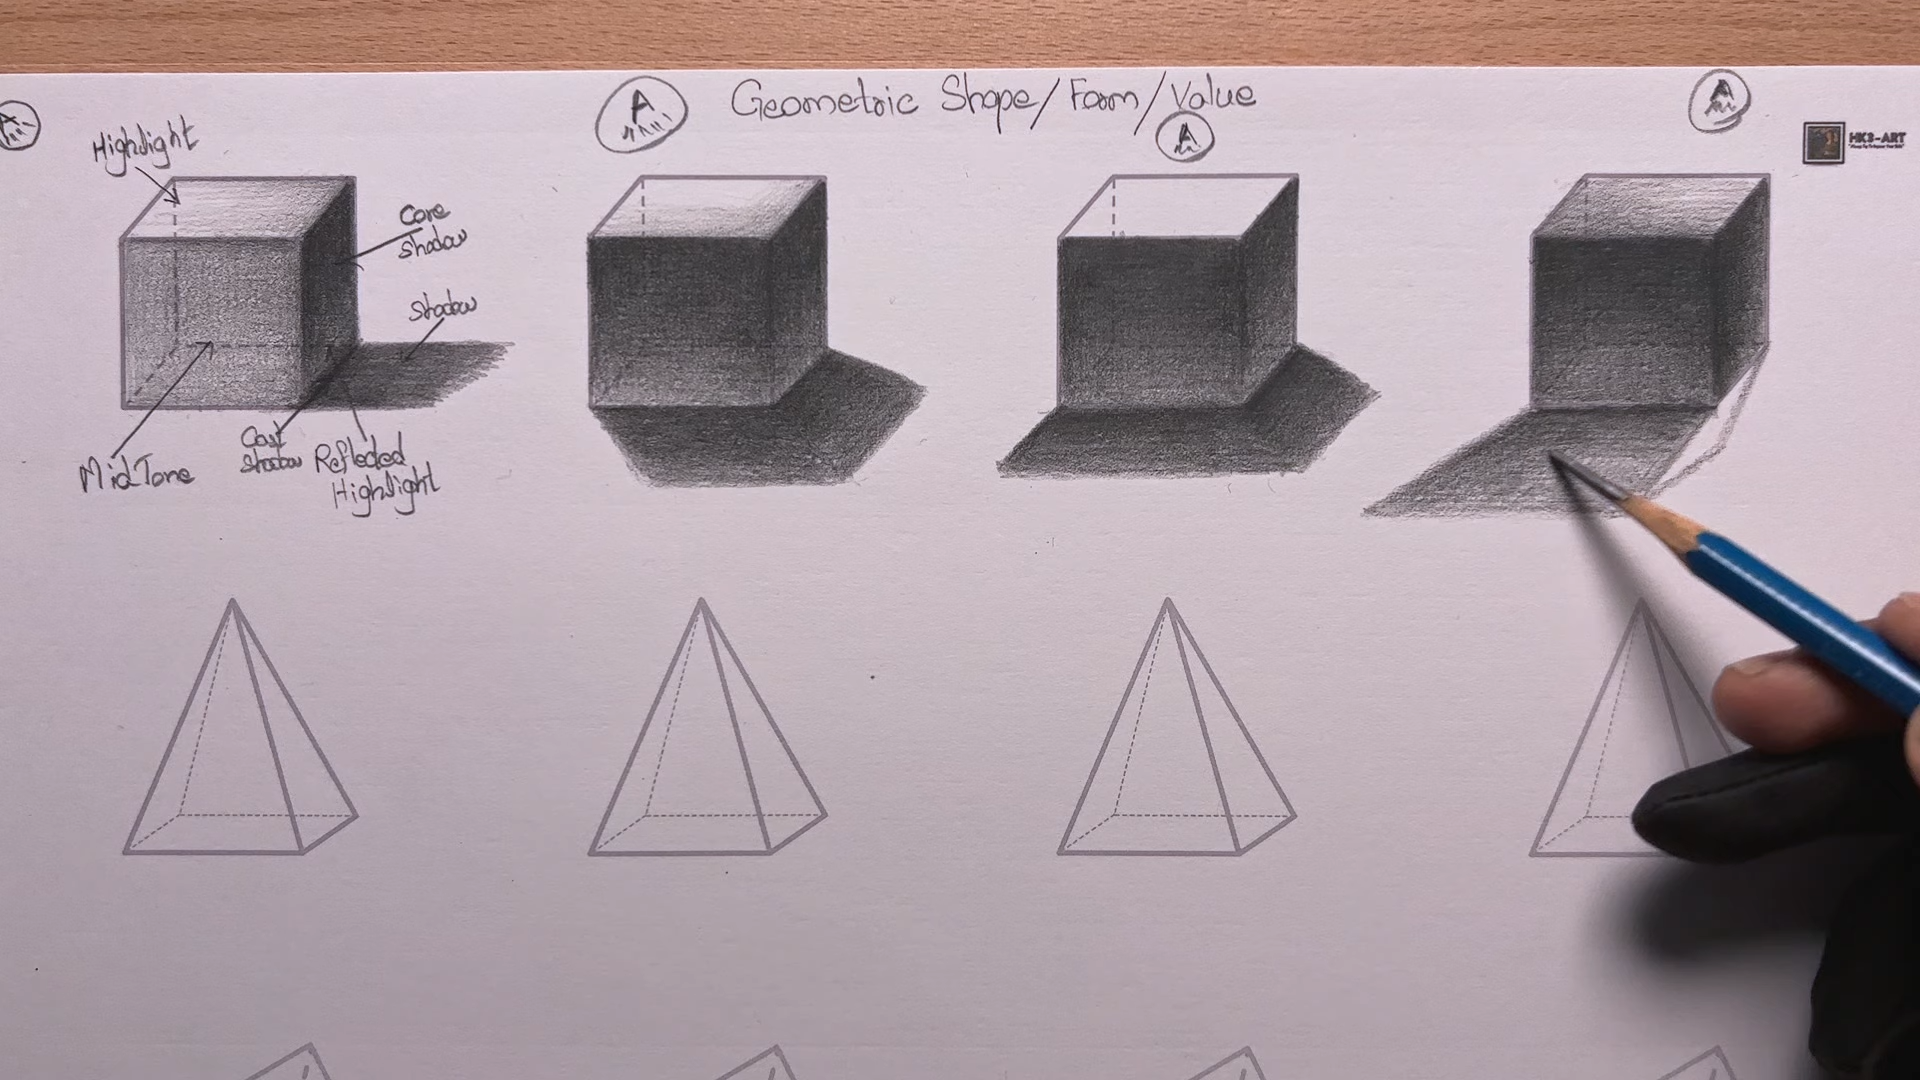 Geometric Shape/Form/Value
A
A
A
A
HK3-ART
Highlight
Core
Shadow
Shadow
Mid Tone
Cast
Shadow
Reflected
Highlight